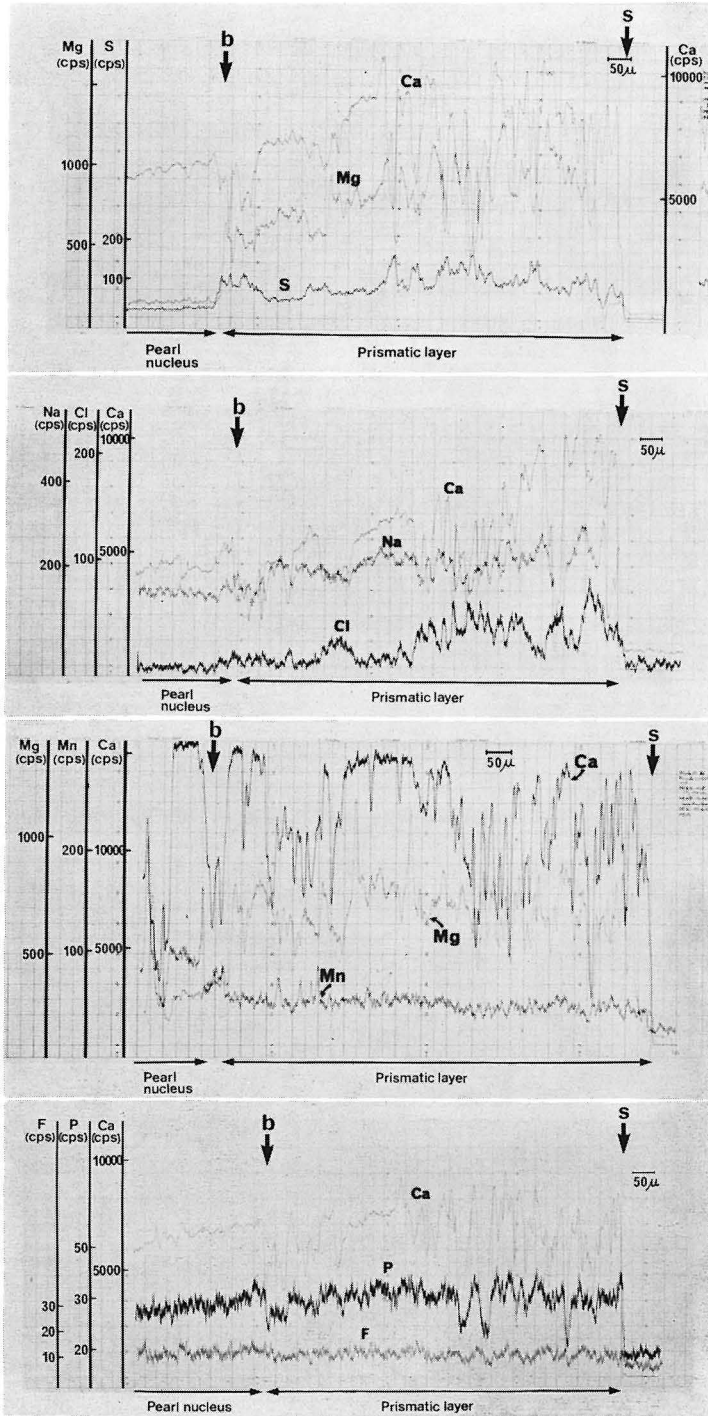 b
s
Mg S
(cps) (cps)
Ca
(cps)
50μ
Ca
10000
1000
Mg
5000
500
200
100
S
Pearl
nucleus
Prismatic layer
b
s
Na Cl Ca
(cps) (cps) (cps)
10000
200
50μ
400
Ca
5000
Na
200
100
Cl
Pearl
nucleus
Prismatic layer
b
s
Mg Mn Ca
(cps) (cps) (cps)
50μ
Ca
1000
200
10000
Mg
500
100
5000
Mn
Pearl
nucleus
Prismatic layer
b
s
F P Ca
(cps) (cps) (cps)
10000
50μ
Ca
50
5000
P
30
30
20
F
10
20
Pearl nucleus
Prismatic layer